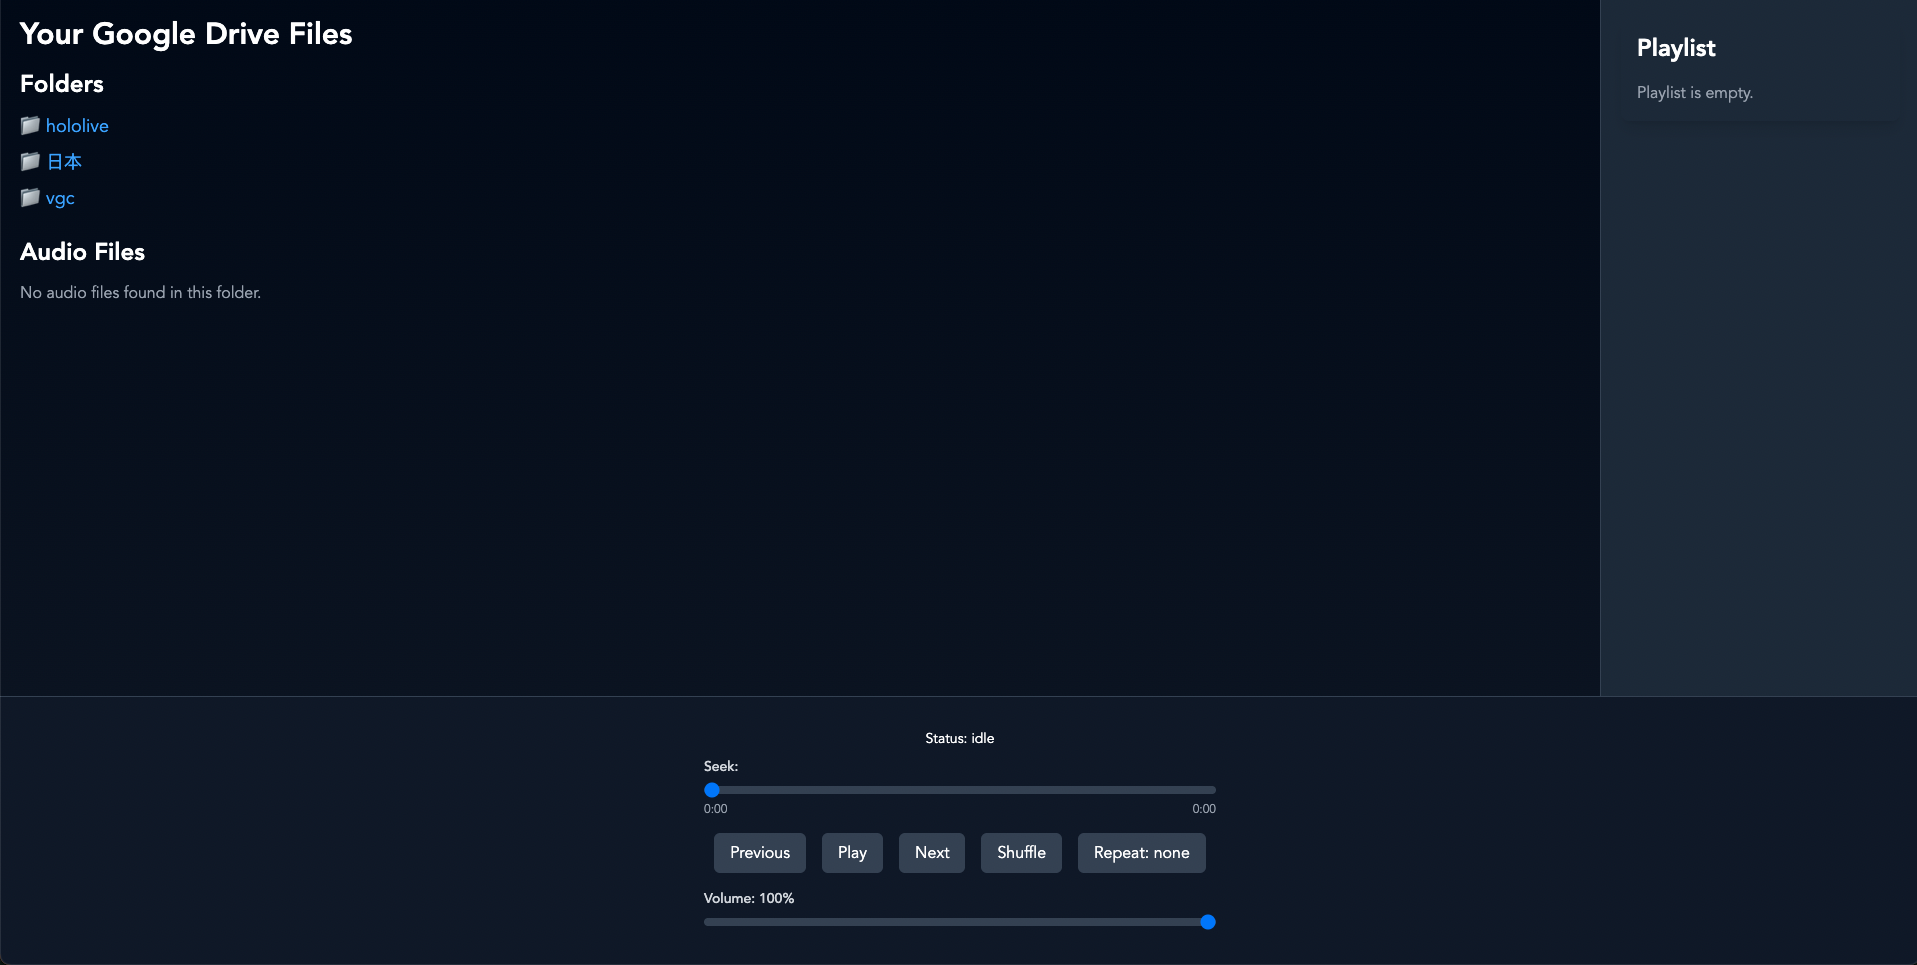 Your Google Drive Files
Folders
hololive
日本
vgc
Audio Files
No audio files found in this folder.
Playlist
Playlist is empty.
Status: idle
Seek:
0:00 0:00
Previous Play Next Shuffle Repeat: none
Volume: 100%